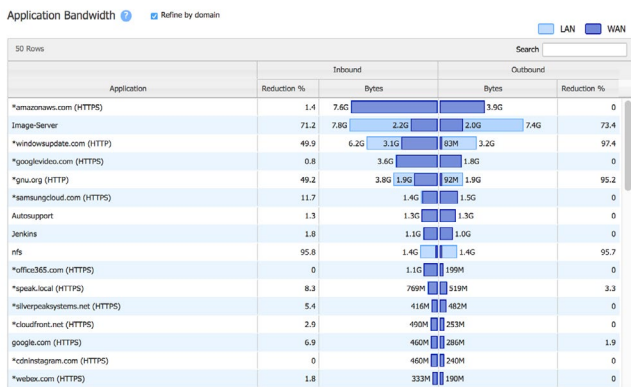 Application Bandwidth ? Refine by domain
LAN WAN
50 Rows Search
Inbound Outbound
Application Reduction % Bytes Bytes Reduction %
*amazonaws.com (HTTPS) 1.4 7.6G 3.9G 0
Image-Server 71.2 7.8G 2.2G 2.0G 7.4G 73.4
*windowsupdate.com (HTTP) 49.9 6.2G 3.1G 83M 3.2G 97.4
*googlevideo.com (HTTPS) 0.8 3.6G 1.8G 0
*gnu.org (HTTP) 49.2 3.8G 1.9G 92M 1.9G 95.2
*samsungcloud.com (HTTPS) 11.7 1.4G 1.5G 0
Autosupport 1.3 1.3G 1.3G 0
Jenkins 1.8 1.1G 1.0G 0
nfs 95.8 1.4G 1.4G 95.7
*office365.com (HTTPS) 0 1.1G 199M 0
*speak.local (HTTPS) 8.3 769M 519M 3.3
*silverpeaksystems.net (HTTPS) 5.4 416M 482M 0
*cloudfront.net (HTTPS) 2.9 490M 253M 0
google.com (HTTPS) 6.9 460M 286M 1.9
*cdninstagram.com (HTTPS) 0 460M 240M 0
*webex.com (HTTPS) 1.8 333M 190M 0